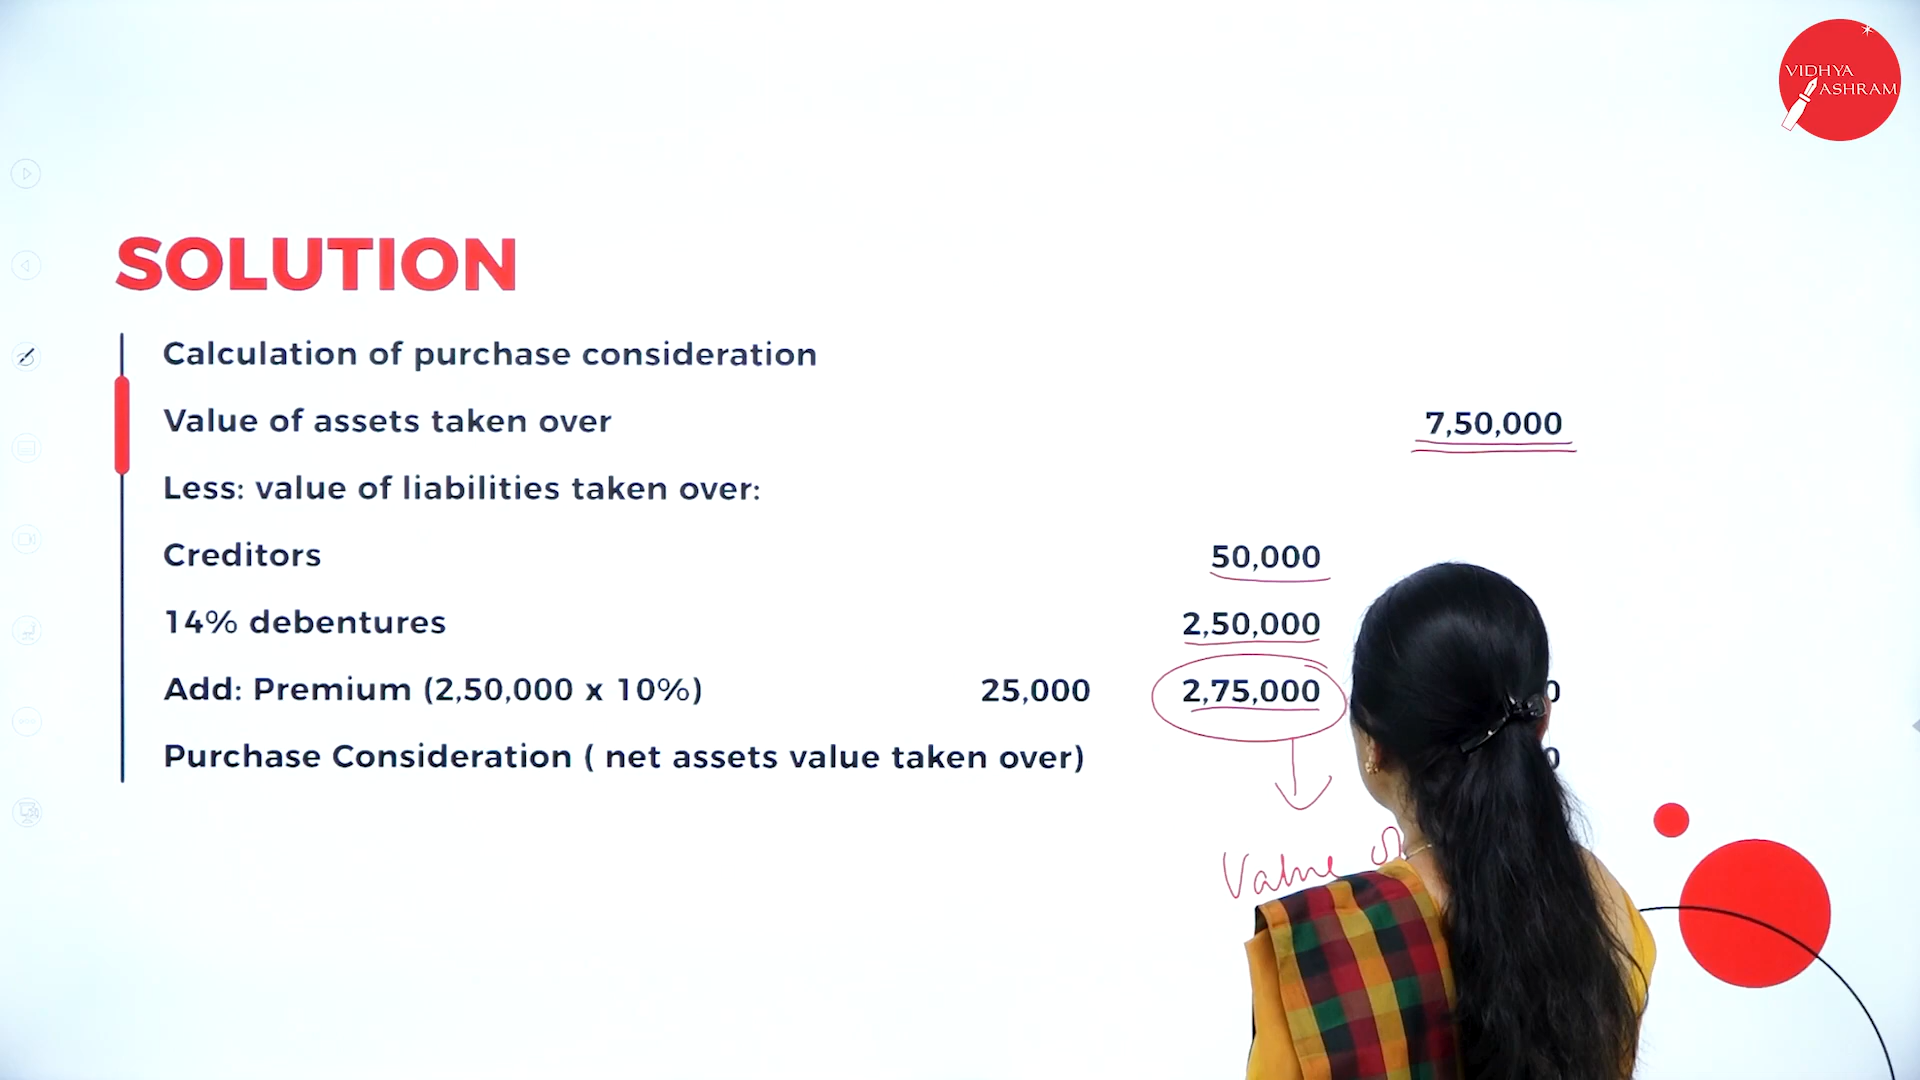 VIDHYA
ASHRAM
SOLUTION
Calculation of purchase consideration
Value of assets taken over 7,50,000
Less: value of liabilities taken over:
Creditors 50,000
14% debentures 2,50,000
Add: Premium (2,50,000 x 10%) 25,000 2,75,000
Purchase Consideration ( net assets value taken over)
Value